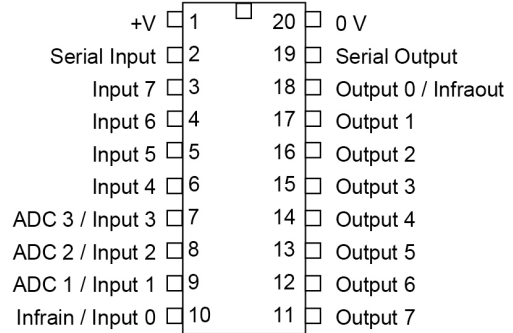 +V 1 20 0 V
Serial Input 2 19 Serial Output
Input 7 3 18 Output 0 / Infraout
Input 6 4 17 Output 1
Input 5 5 16 Output 2
Input 4 6 15 Output 3
ADC 3 / Input 3 7 14 Output 4
ADC 2 / Input 2 8 13 Output 5
ADC 1 / Input 1 9 12 Output 6
Infrain / Input 0 10 11 Output 7